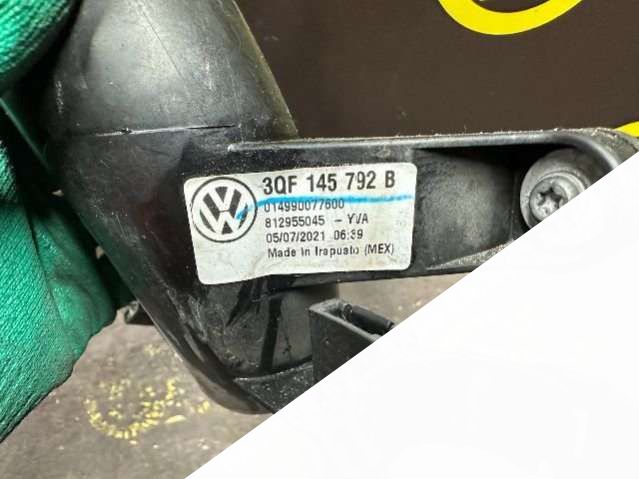 3QF 145 792 B
014990077600
812955045 - YVA
05/07/2021 06:39
Made in Irapuato (MEX)